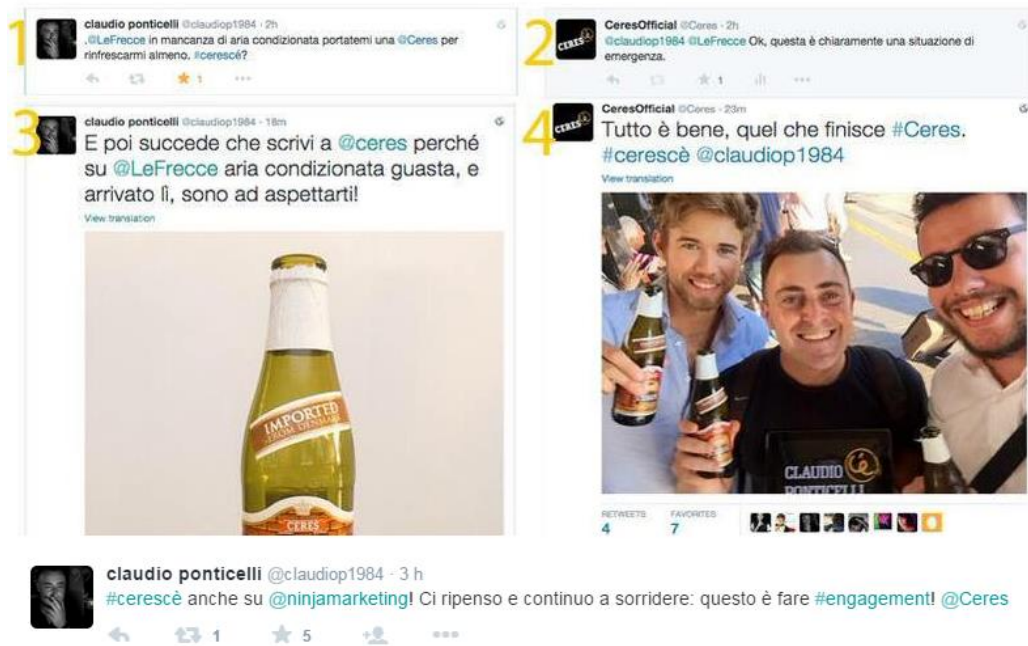 1
claudio ponticelli @claudiop1984 · 2h
.@LeFrecce in mancanza di aria condizionata portatemi una @Ceres per
rinfrescarmi almeno. #cerescé?
1
2
CERES
CeresOfficial @Ceres · 2h
@claudiop1984 @LeFrecce Ok, questa è chiaramente una situazione di
emergenza.
1
3
claudio ponticelli @claudiop1984 · 18m
E poi succede che scrivi a @ceres perché
su @LeFrecce aria condizionata guasta, e
arrivato lì, sono ad aspettarti!
View translation
IMPORTED
FROM DENMARK
CERES
4
CERES
CeresOfficial @Ceres · 23m
Tutto è bene, quel che finisce #Ceres.
#cerescè @claudiop1984
View translation
CLAUDIO
PONTICELLI
RETWEETS
4
FAVORITES
7
claudio ponticelli @claudiop1984 · 3 h
#cerescè anche su @ninjamarketing! Ci ripenso e continuo a sorridere: questo è fare #engagement! @Ceres
1
5